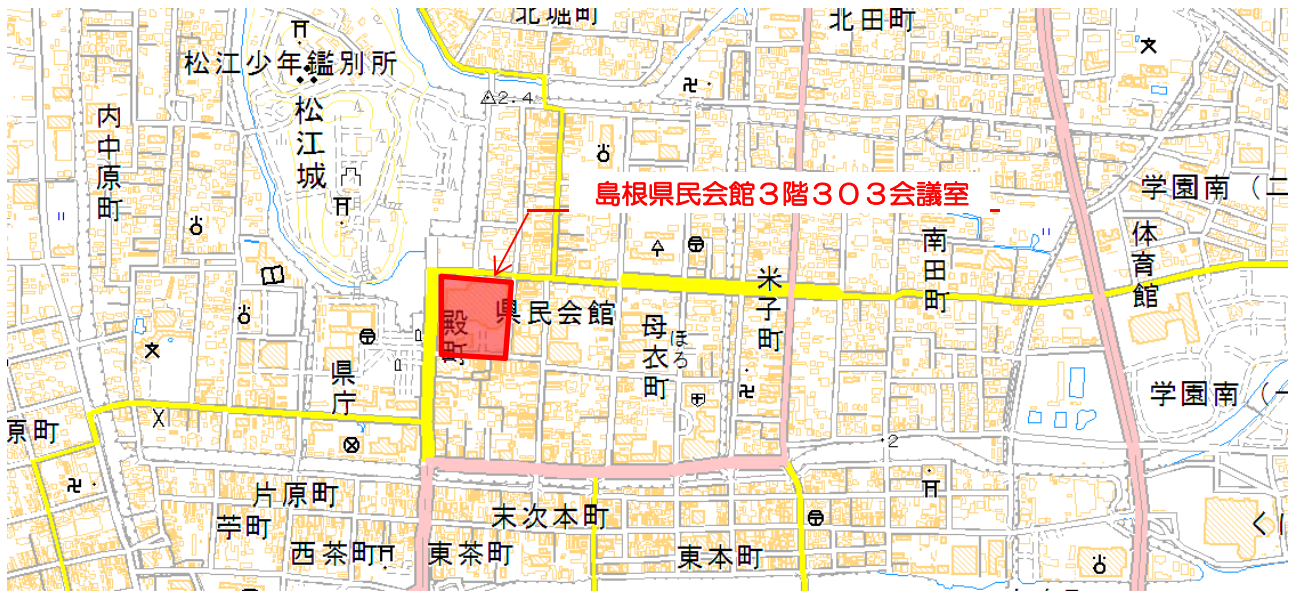 北堀町
北田町
松江少年鑑別所
2.4
松江城
内中原町
島根県民会館３階３０３会議室
学園南（二
体育館
南田町
米子町
県民会館
殿町
母衣町
ほろ
県庁
学園南（一
原町
2
片原町
苧町
末次本町
西茶町
東茶町
東本町